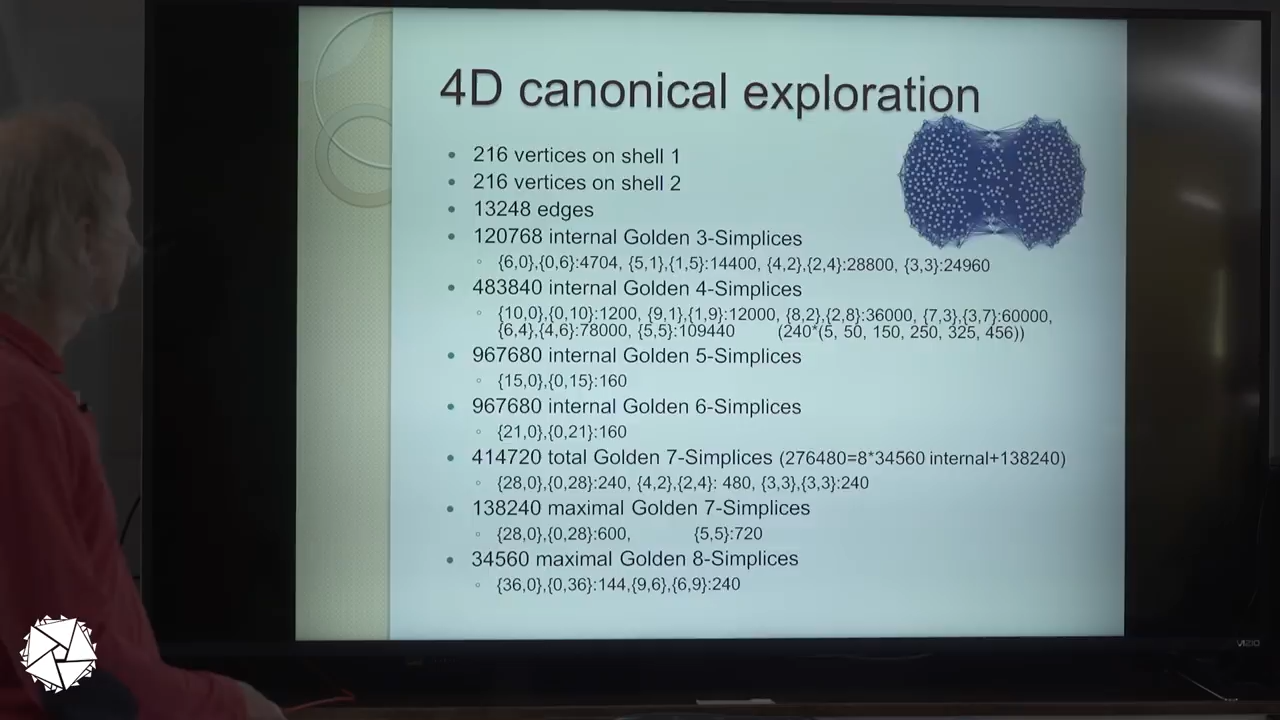 4D canonical exploration
• 216 vertices on shell 1
• 216 vertices on shell 2
• 13248 edges
• 120768 internal Golden 3-Simplices
◦ {6,0},{0,6}:4704, {5,1},{1,5}:14400, {4,2},{2,4}:28800, {3,3}:24960
• 483840 internal Golden 4-Simplices
◦ {10,0},{0,10}:1200, {9,1},{1,9}:12000, {8,2},{2,8}:36000, {7,3},{3,7}:60000,
{6,4},{4,6}:78000, {5,5}:109440 (240*(5, 50, 150, 250, 325, 456))
• 967680 internal Golden 5-Simplices
◦ {15,0},{0,15}:160
• 967680 internal Golden 6-Simplices
◦ {21,0},{0,21}:160
• 414720 total Golden 7-Simplices (276480=8*34560 internal+138240)
◦ {28,0},{0,28}:240, {4,2},{2,4}: 480, {3,3},{3,3}:240
• 138240 maximal Golden 7-Simplices
◦ {28,0},{0,28}:600, {5,5}:720
• 34560 maximal Golden 8-Simplices
◦ {36,0},{0,36}:144,{9,6},{6,9}:240
VIZIO